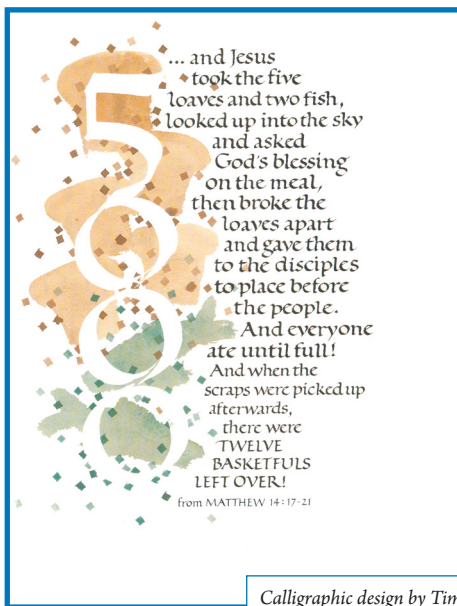 5000
... and Jesus
took the five
loaves and two fish,
looked up into the sky
and asked
God's blessing
on the meal,
then broke the
loaves apart
and gave them
to the disciples
to place before
the people.
And everyone
ate until full!
And when the
scraps were picked up
afterwards,
there were
TWELVE
BASKETFULS
LEFT OVER!
from MATTHEW 14:17-21
Calligraphic design by Tim